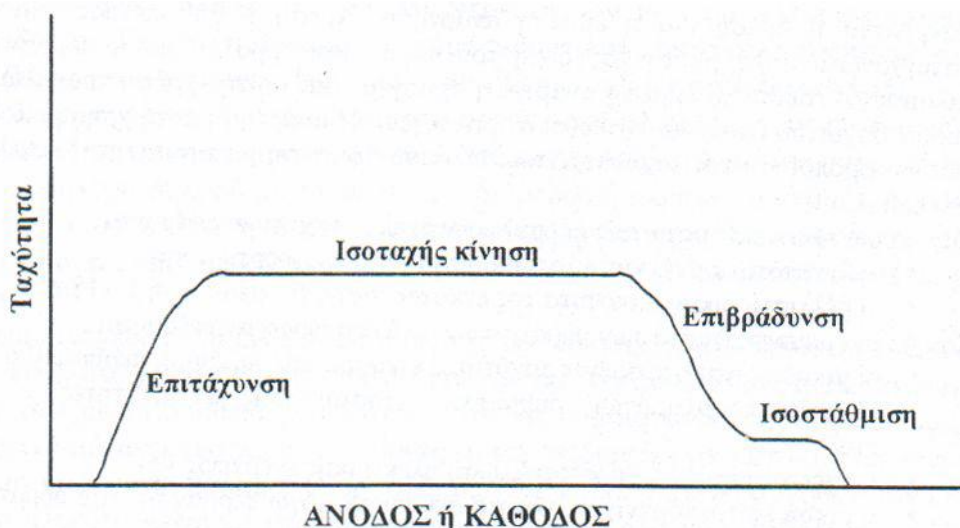 Ταχύτητα
Ισοταχής κίνηση
Επιβράδυνση
Επιτάχυνση
Ισοστάθμιση
ΑΝΟΔΟΣ ή ΚΑΘΟΔΟΣ